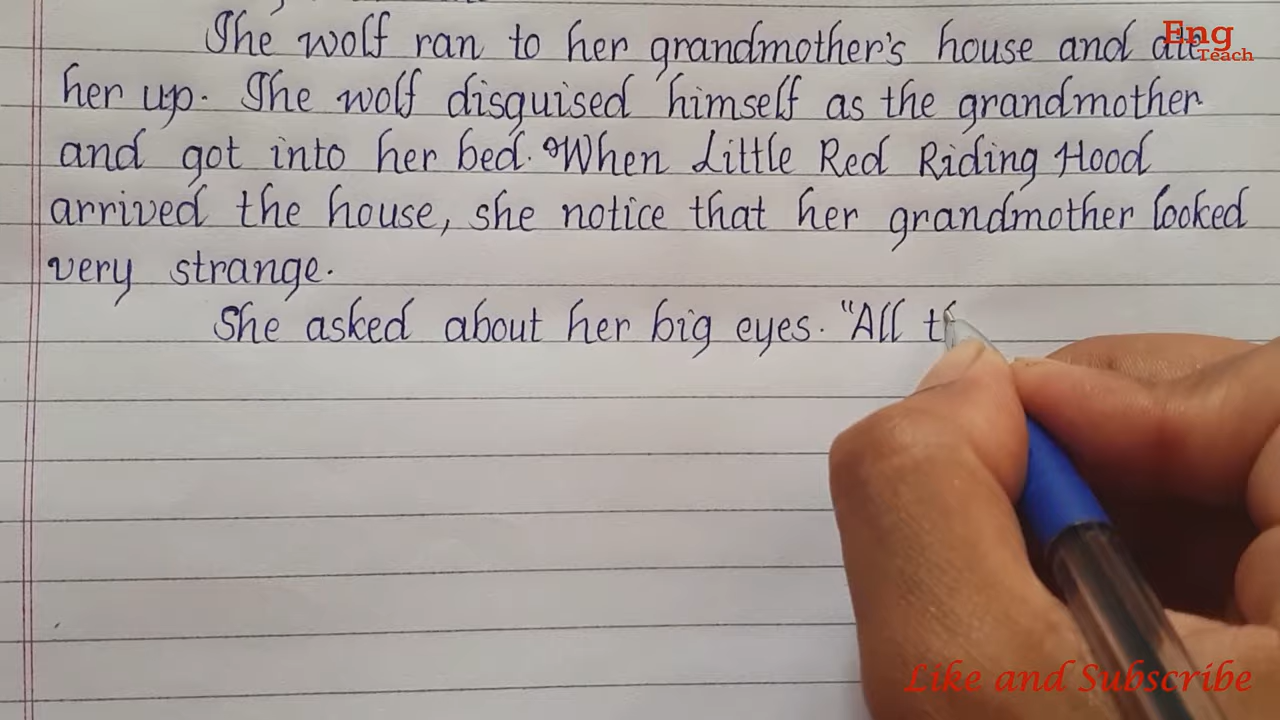 The wolf ran to her grandmother's house and ate
her up. The wolf disguised himself as the grandmother
and got into her bed. When Little Red Riding Hood
arrived the house, she notice that her grandmother looked
very strange.
She asked about her big eyes. "All th
Eng
Teach
Like and Subscribe